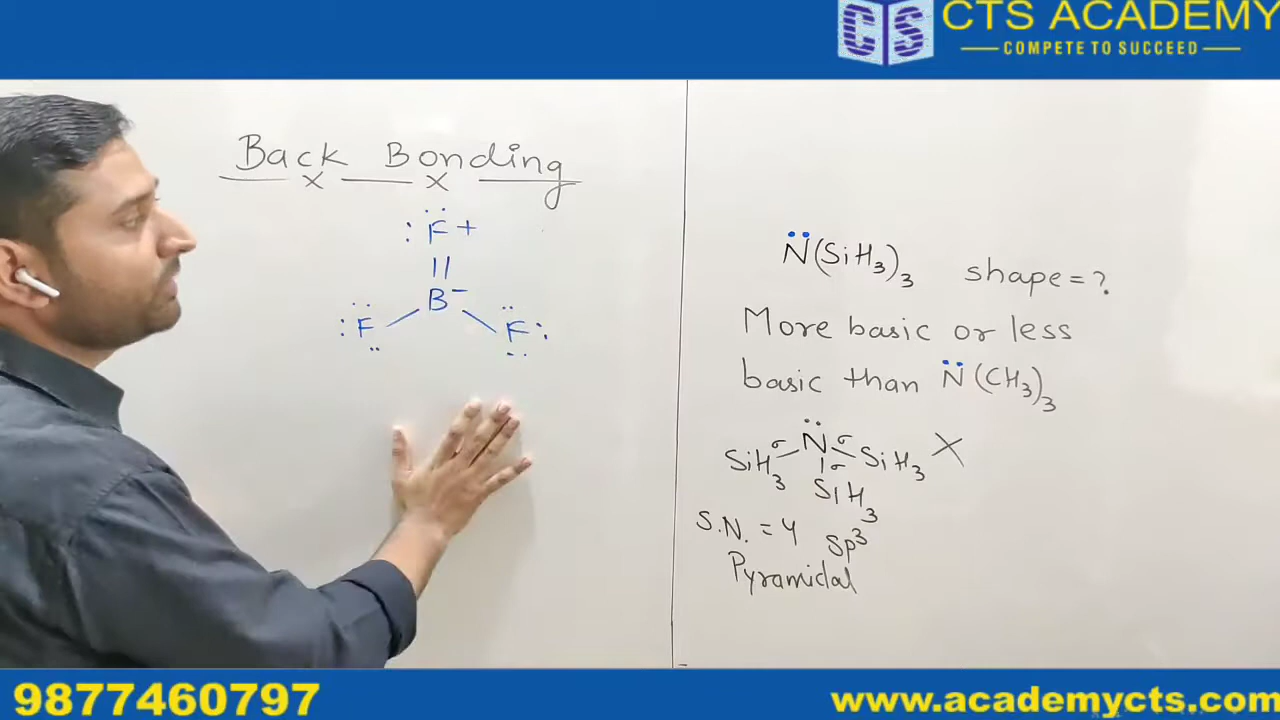 CTS ACADEMY
CS
COMPETE TO SUCCEED
Back Bonding
:F̈+
||
B⁻
:F̤̈ F̤̈:
N̈(SiH₃)₃ shape=?
More basic or less
basic than N̈(CH₃)₃
SiH₃ σ N̈ σ SiH₃ X
σ
SiH₃
S.N. = 4 Sp³
Pyramidal
9877460797
www.academycts.com